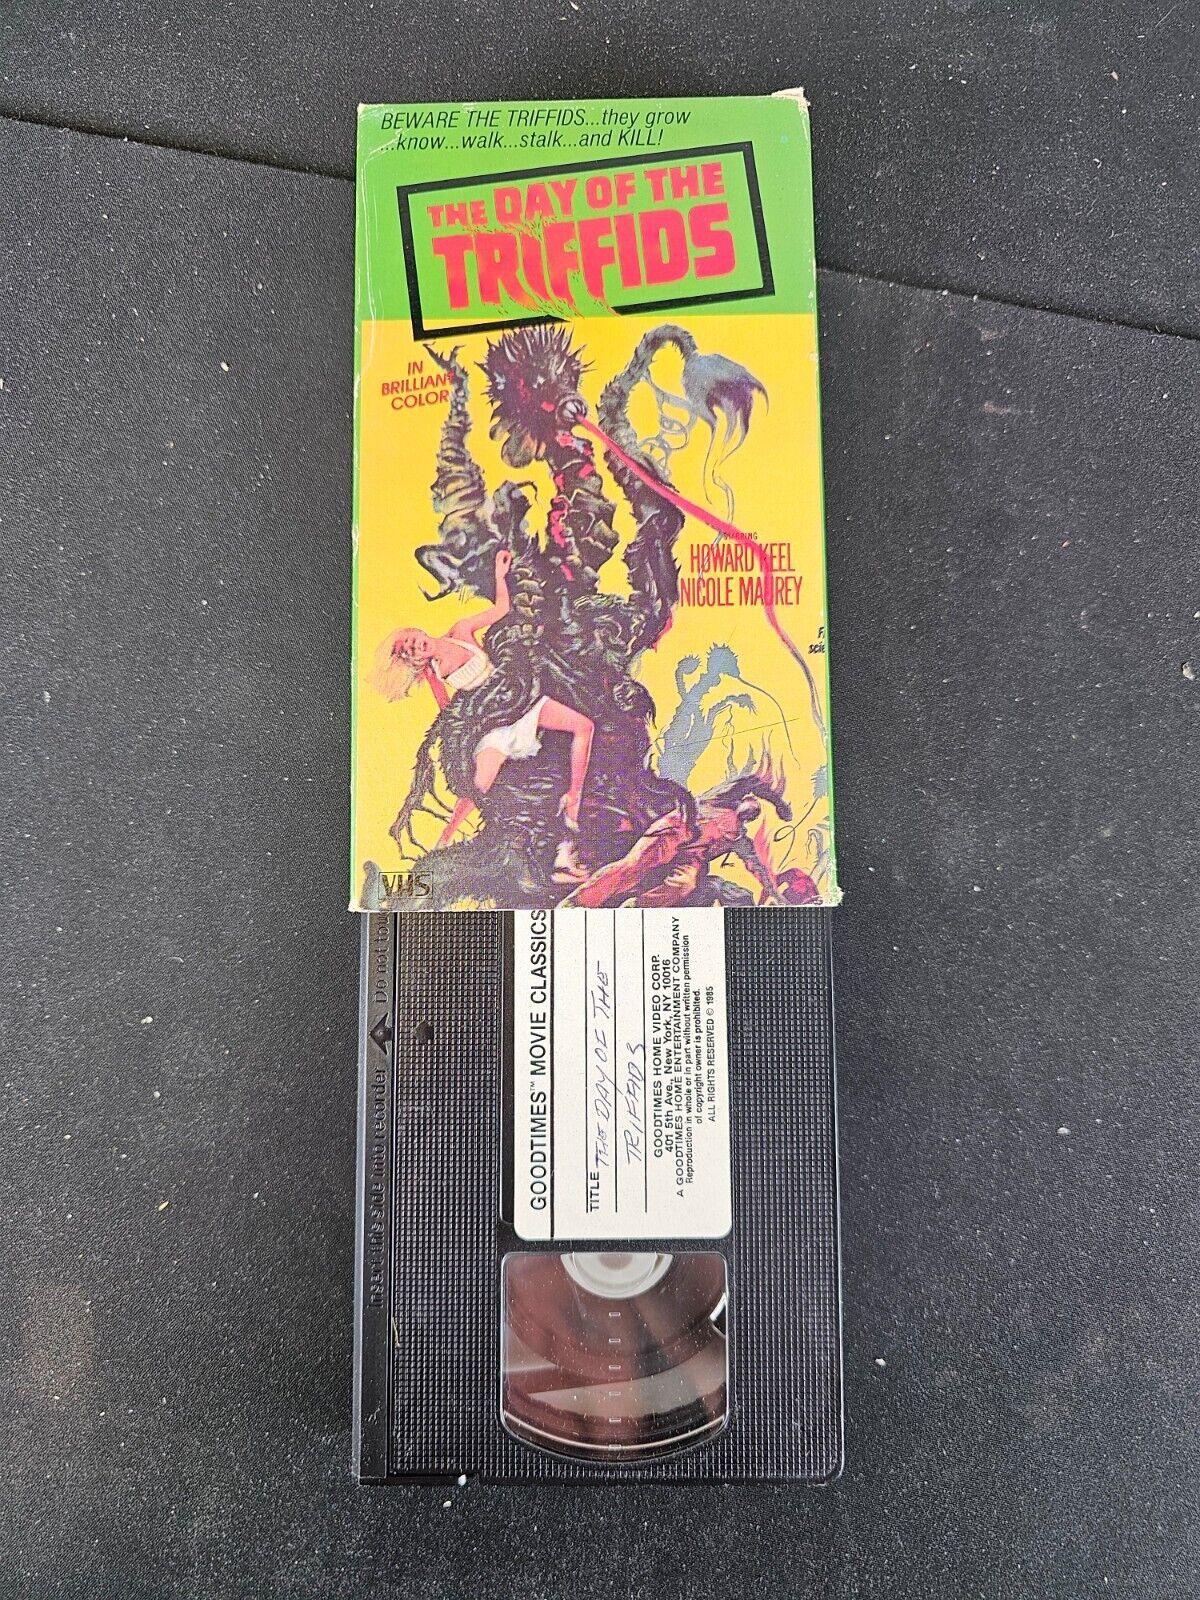 BEWARE THE TRIFFIDS...they grow
...know...walk...stalk...and KILL!
THE DAY OF THE
TRIFFIDS
IN
BRILLIANT
COLOR
STARRING
HOWARD KEEL
NICOLE MAUREY
VHS
Insert this side into recorder
Do not
GOODTIMES™ MOVIE CLASSICS
TITLE THE DAY OF THE
TRIFFIDS
GOODTIMES HOME VIDEO CORP.
401 5th Ave., New York, NY 10016
A GOODTIMES HOME ENTERTAINMENT COMPANY
Reproduction in whole or in part without written permission
of copyright owner is prohibited.
ALL RIGHTS RESERVED © 1985